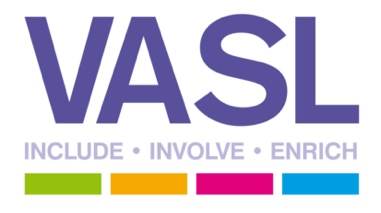 VASL
INCLUDE • INVOLVE • ENRICH